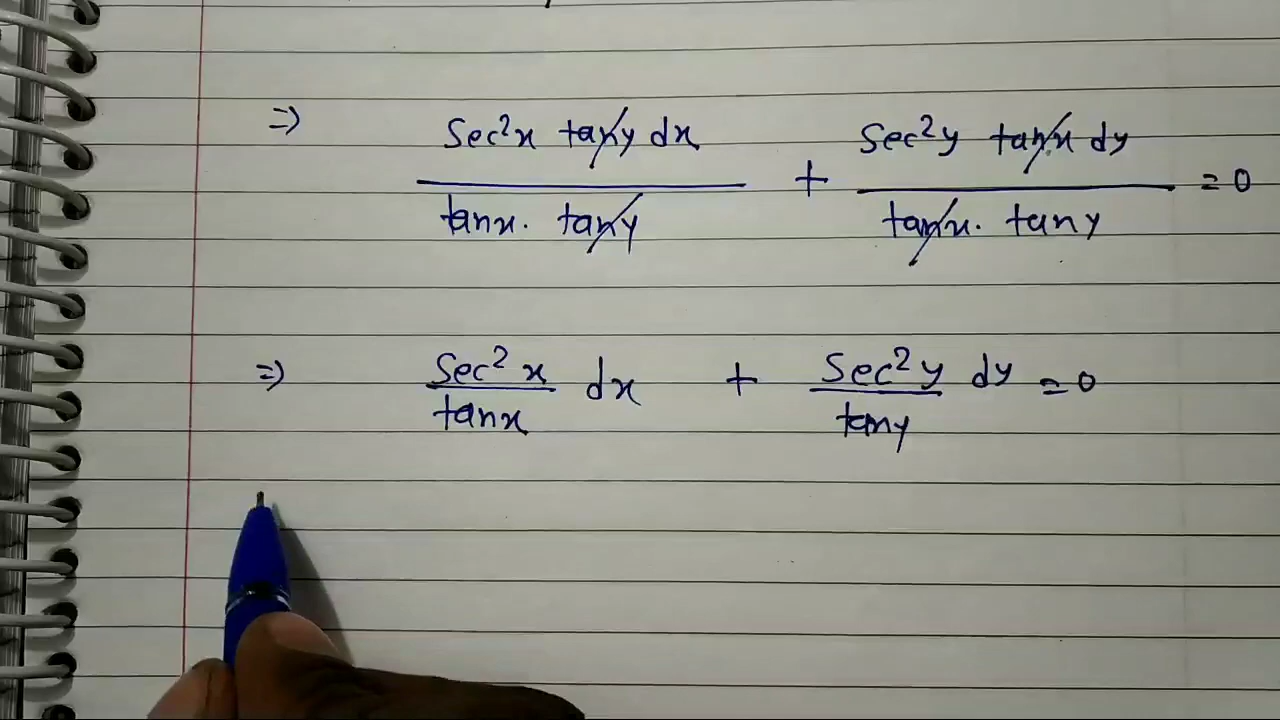 ⇒ Sec²x tany dx / tanx. tany + Sec²y tanx dy / tanx. tany = 0
⇒ Sec²x / tanx dx + Sec²y / tany dy = 0